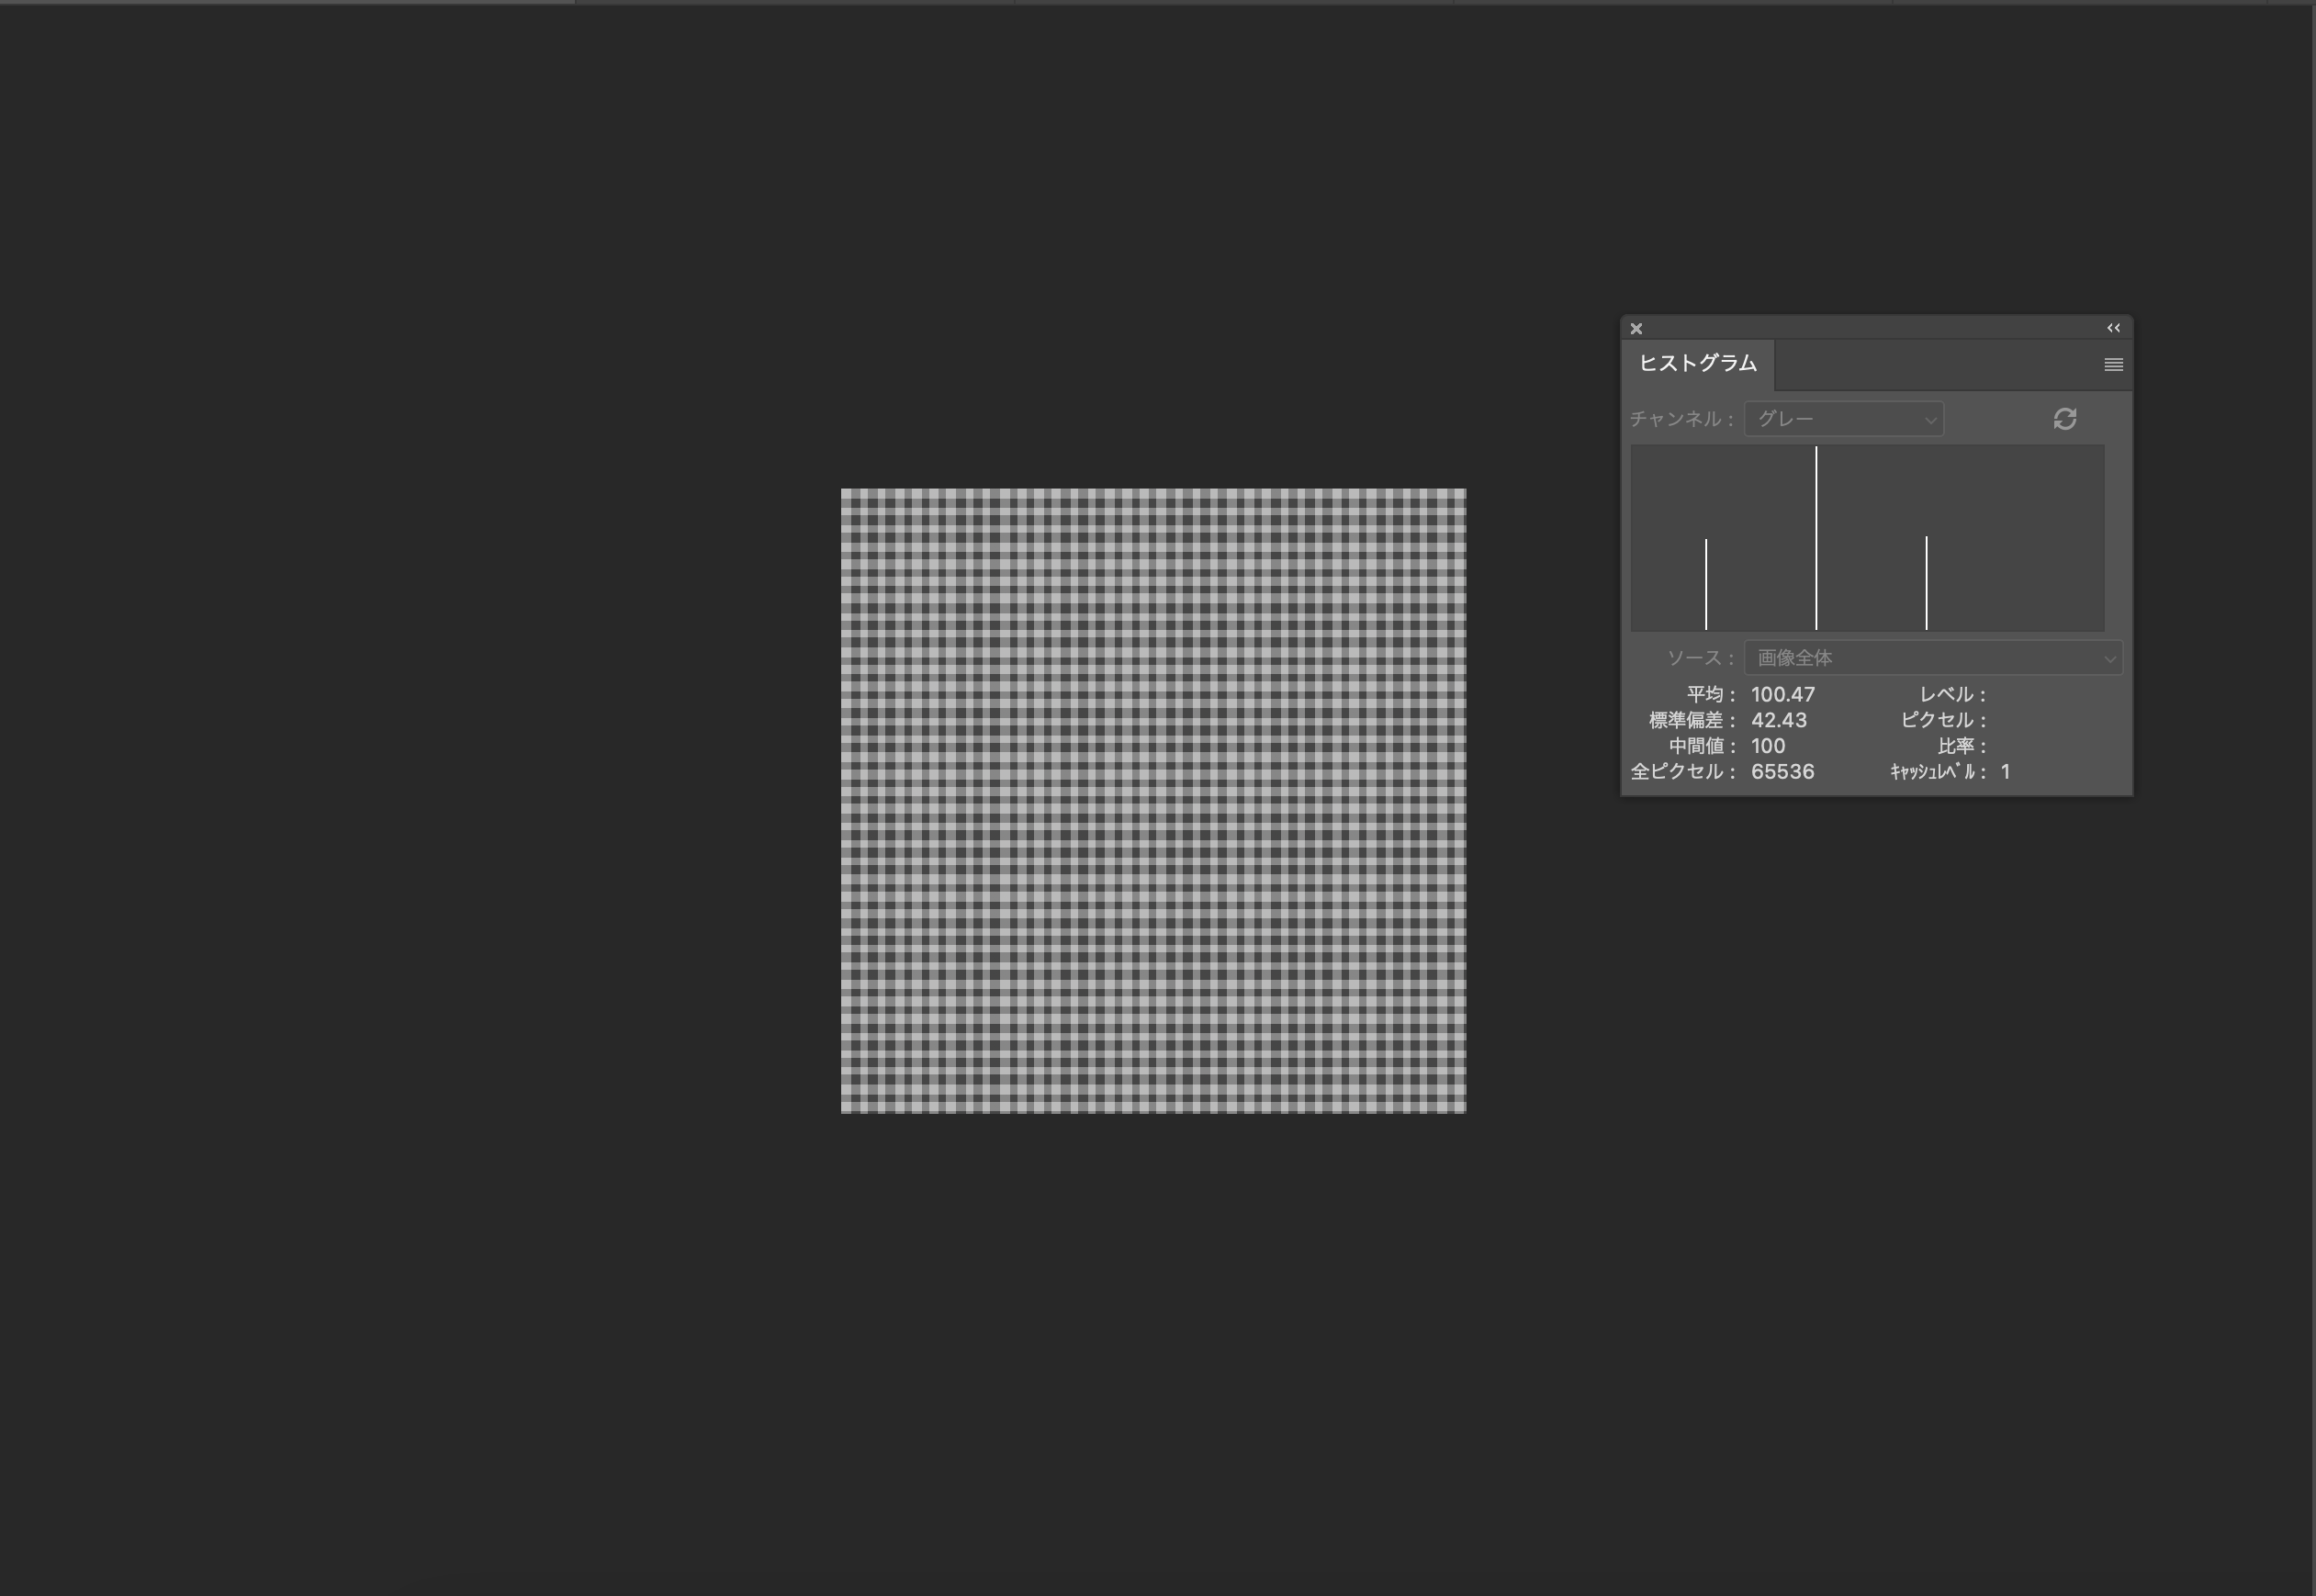 ヒストグラム
チャンネル： グレー
ソース： 画像全体
平均： 100.47 レベル：
標準偏差： 42.43 ピクセル：
中間値： 100 比率：
全ピクセル： 65536 ｷｬｯｼｭﾚﾍﾞﾙ： 1